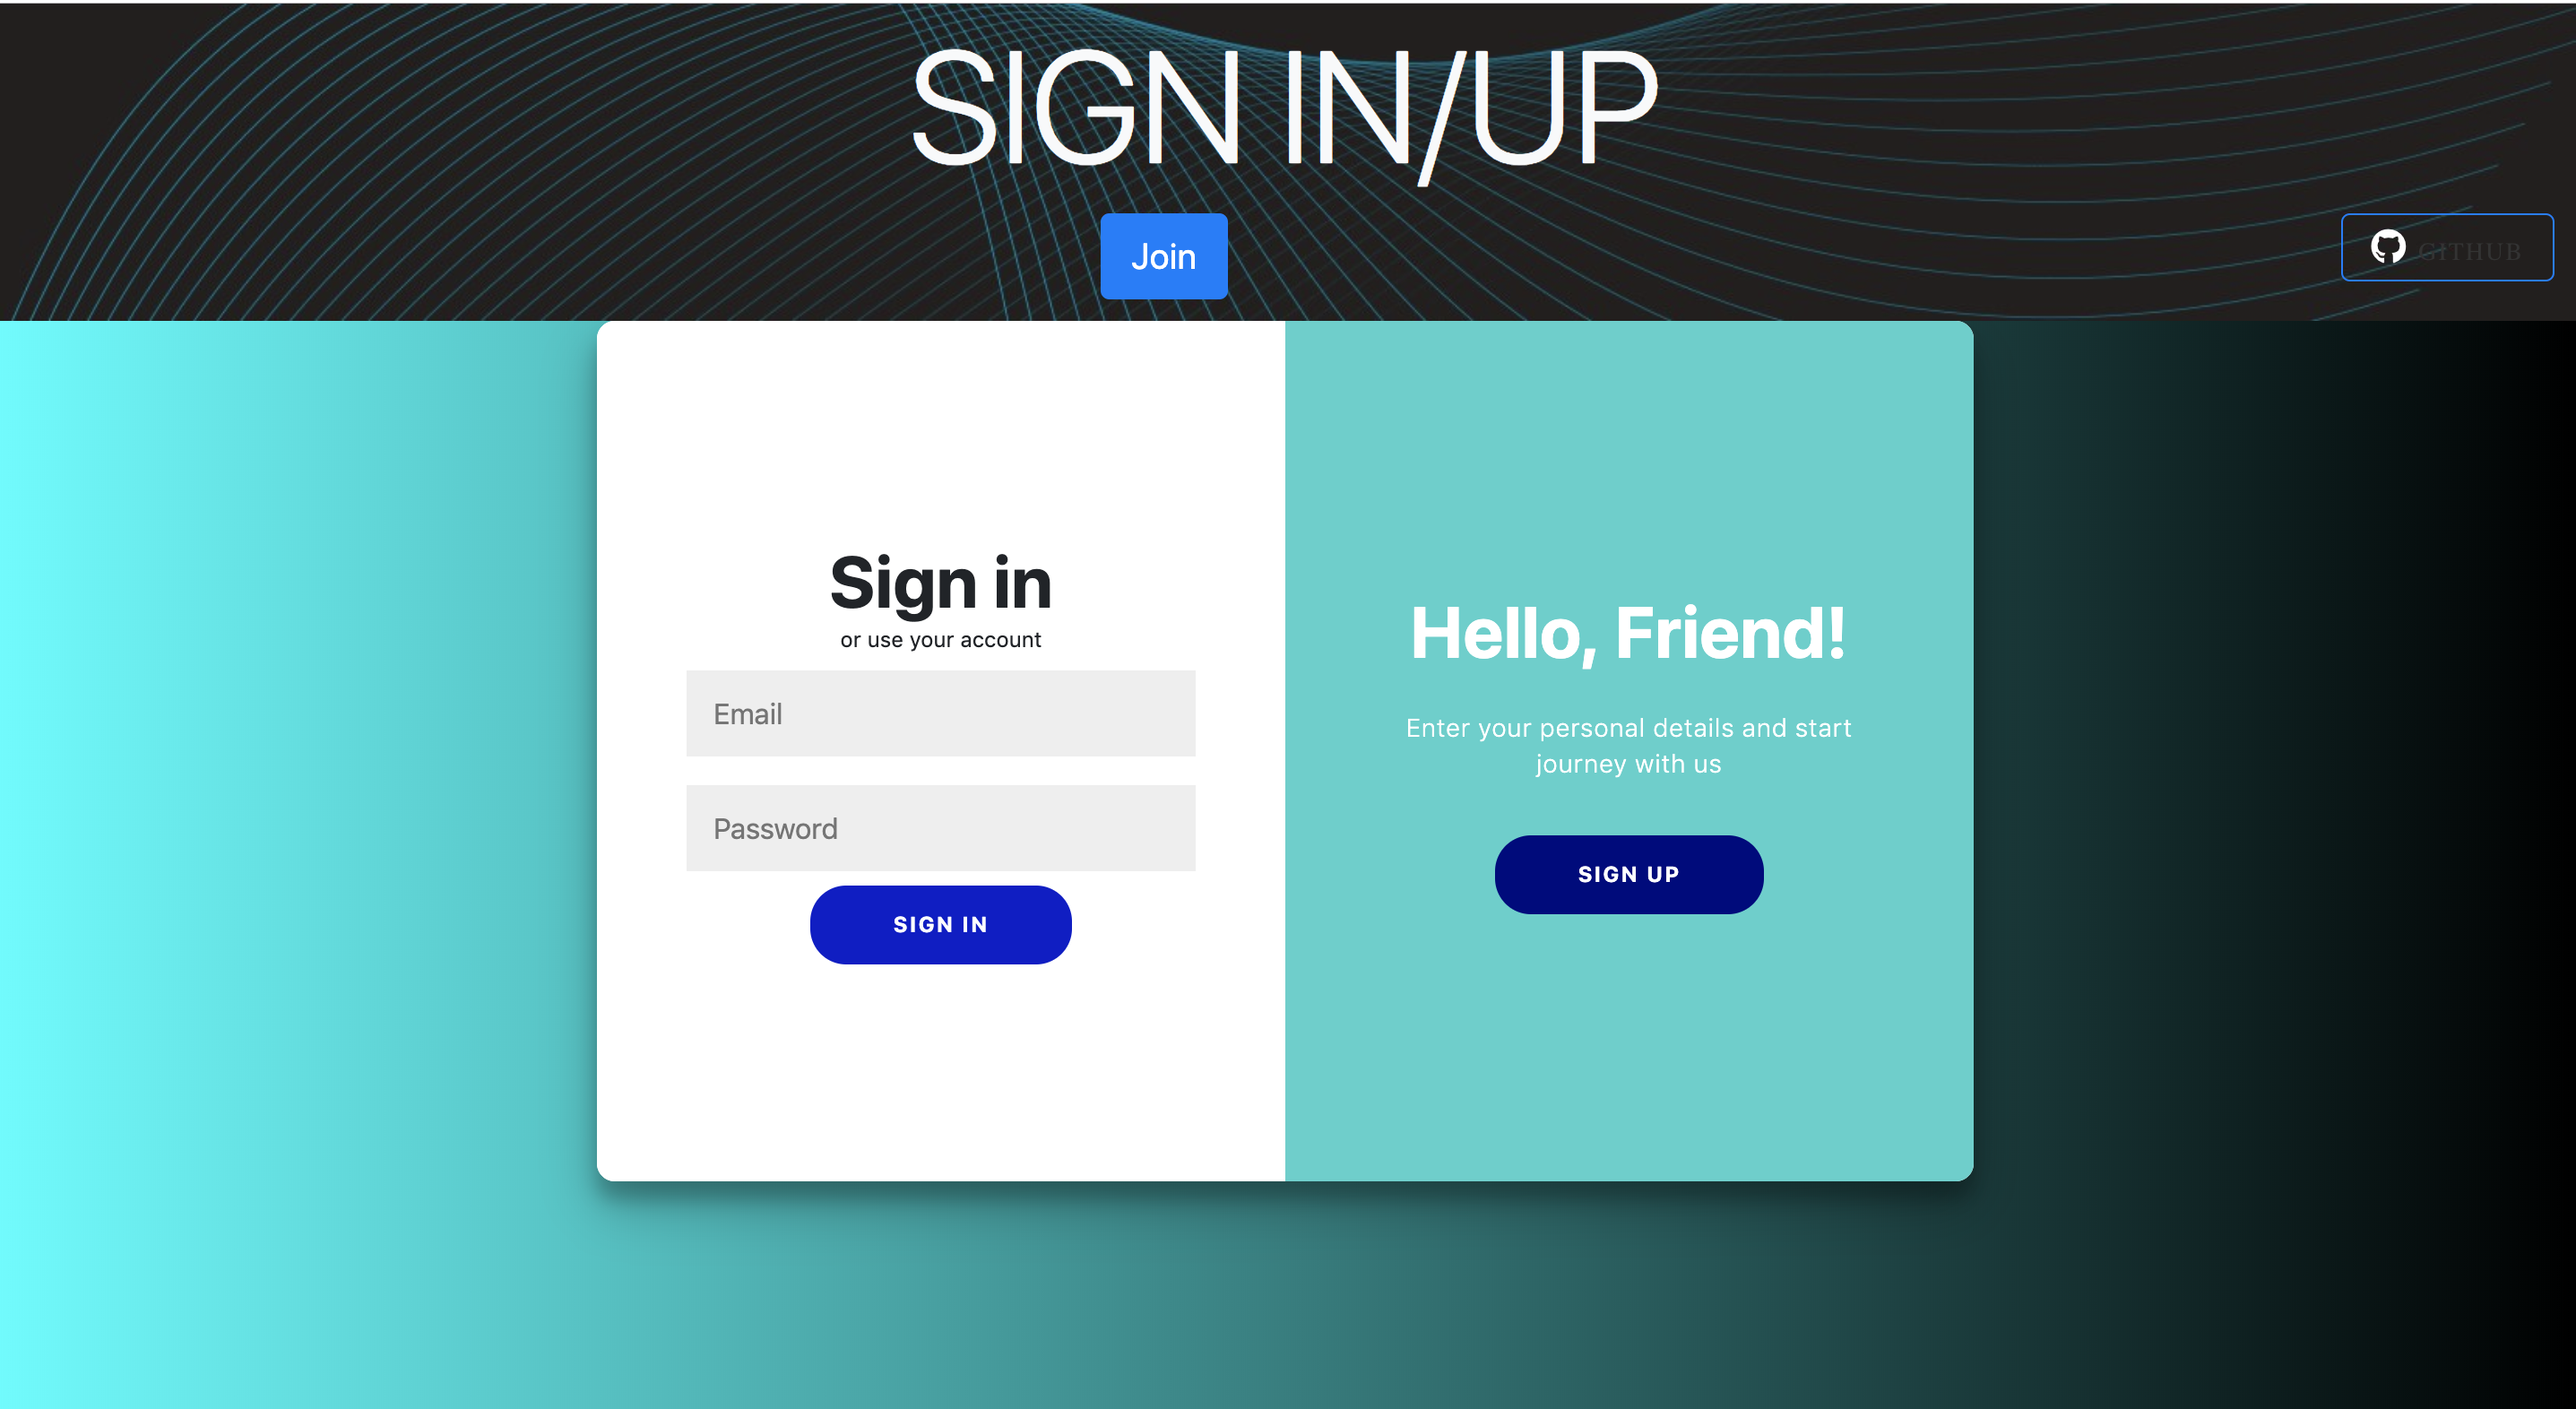 SIGN IN/UP
Join
GITHUB
Sign in
or use your account
Email
Password
SIGN IN
Hello, Friend!
Enter your personal details and start
journey with us
SIGN UP